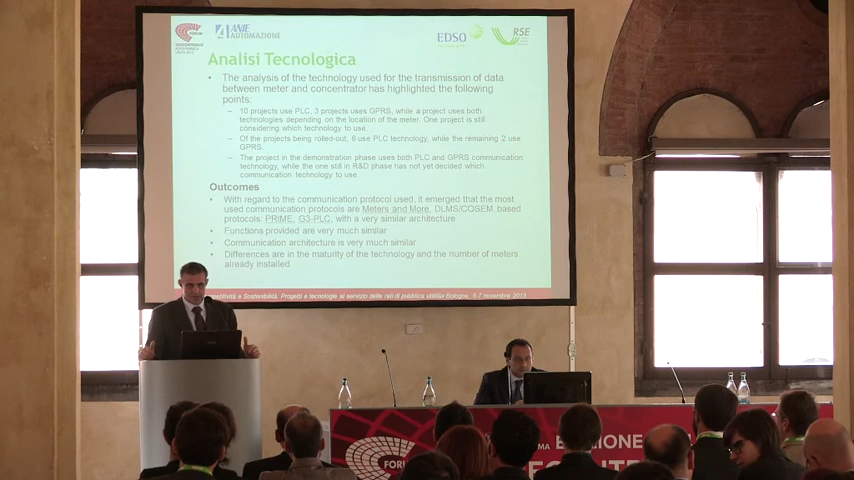 FORUM
ANIE
AUTOMAZIONE
EDSO
RSE
Analisi Tecnologica
• The analysis of the technology used for the transmission of data
between meter and concentrator has highlighted the following
points:
– 10 projects use PLC, 3 projects uses GPRS, while a project uses both
technologies depending on the location of the meter. One project is still
considering which technology to use
– Of the projects being rolled-out, 6 use PLC technology, while the remaining 2 use
GPRS.
– The project in the demonstration phase uses both PLC and GPRS communication
technology, while the one still in R&D phase has not yet decided which
communication technology to use.
Outcomes
• With regard to the communication protocol used, it emerged that the most
used communication protocols are Meters and More, DLMS/COSEM based
protocols: PRIME, G3-PLC, with a very similar architecture
• Functions provided are very much similar
• Communication architecture is very much similar
• Differences are in the maturity of the technology and the number of meters
already installed
e Sostenibilità. Progetti e tecnologie al servizio delle reti di pubblica utilità Bologna, 6-7 novembre 2013
FORUM